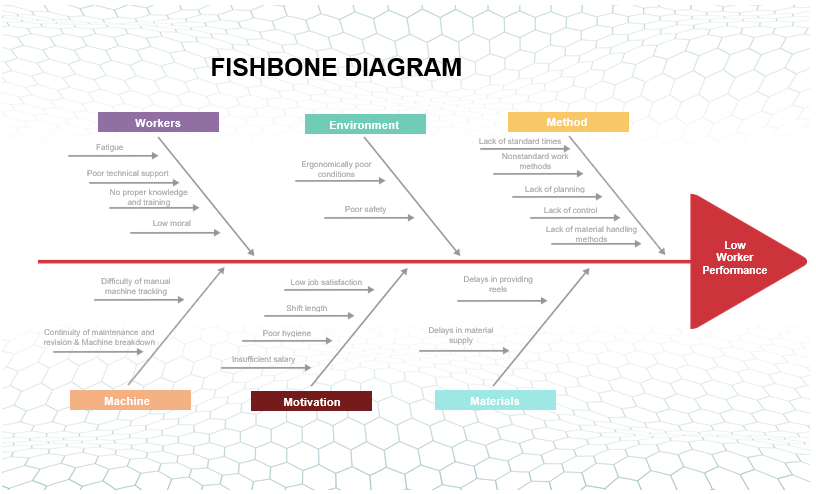 FISHBONE DIAGRAM
Workers
Environment
Method
Fatigue
Poor technical support
No proper knowledge
and training
Low moral
Ergonomically poor
conditions
Poor safety
Lack of standard times
Nonstandard work
methods
Lack of planning
Lack of control
Lack of material handling
methods
Low
Worker
Performance
Difficulty of manual
machine tracking
Continuity of maintenance and
revision & Machine breakdown
Low job satisfaction
Shift length
Poor hygiene
Insufficient salary
Delays in providing
reels
Delays in material
supply
Machine
Motivation
Materials